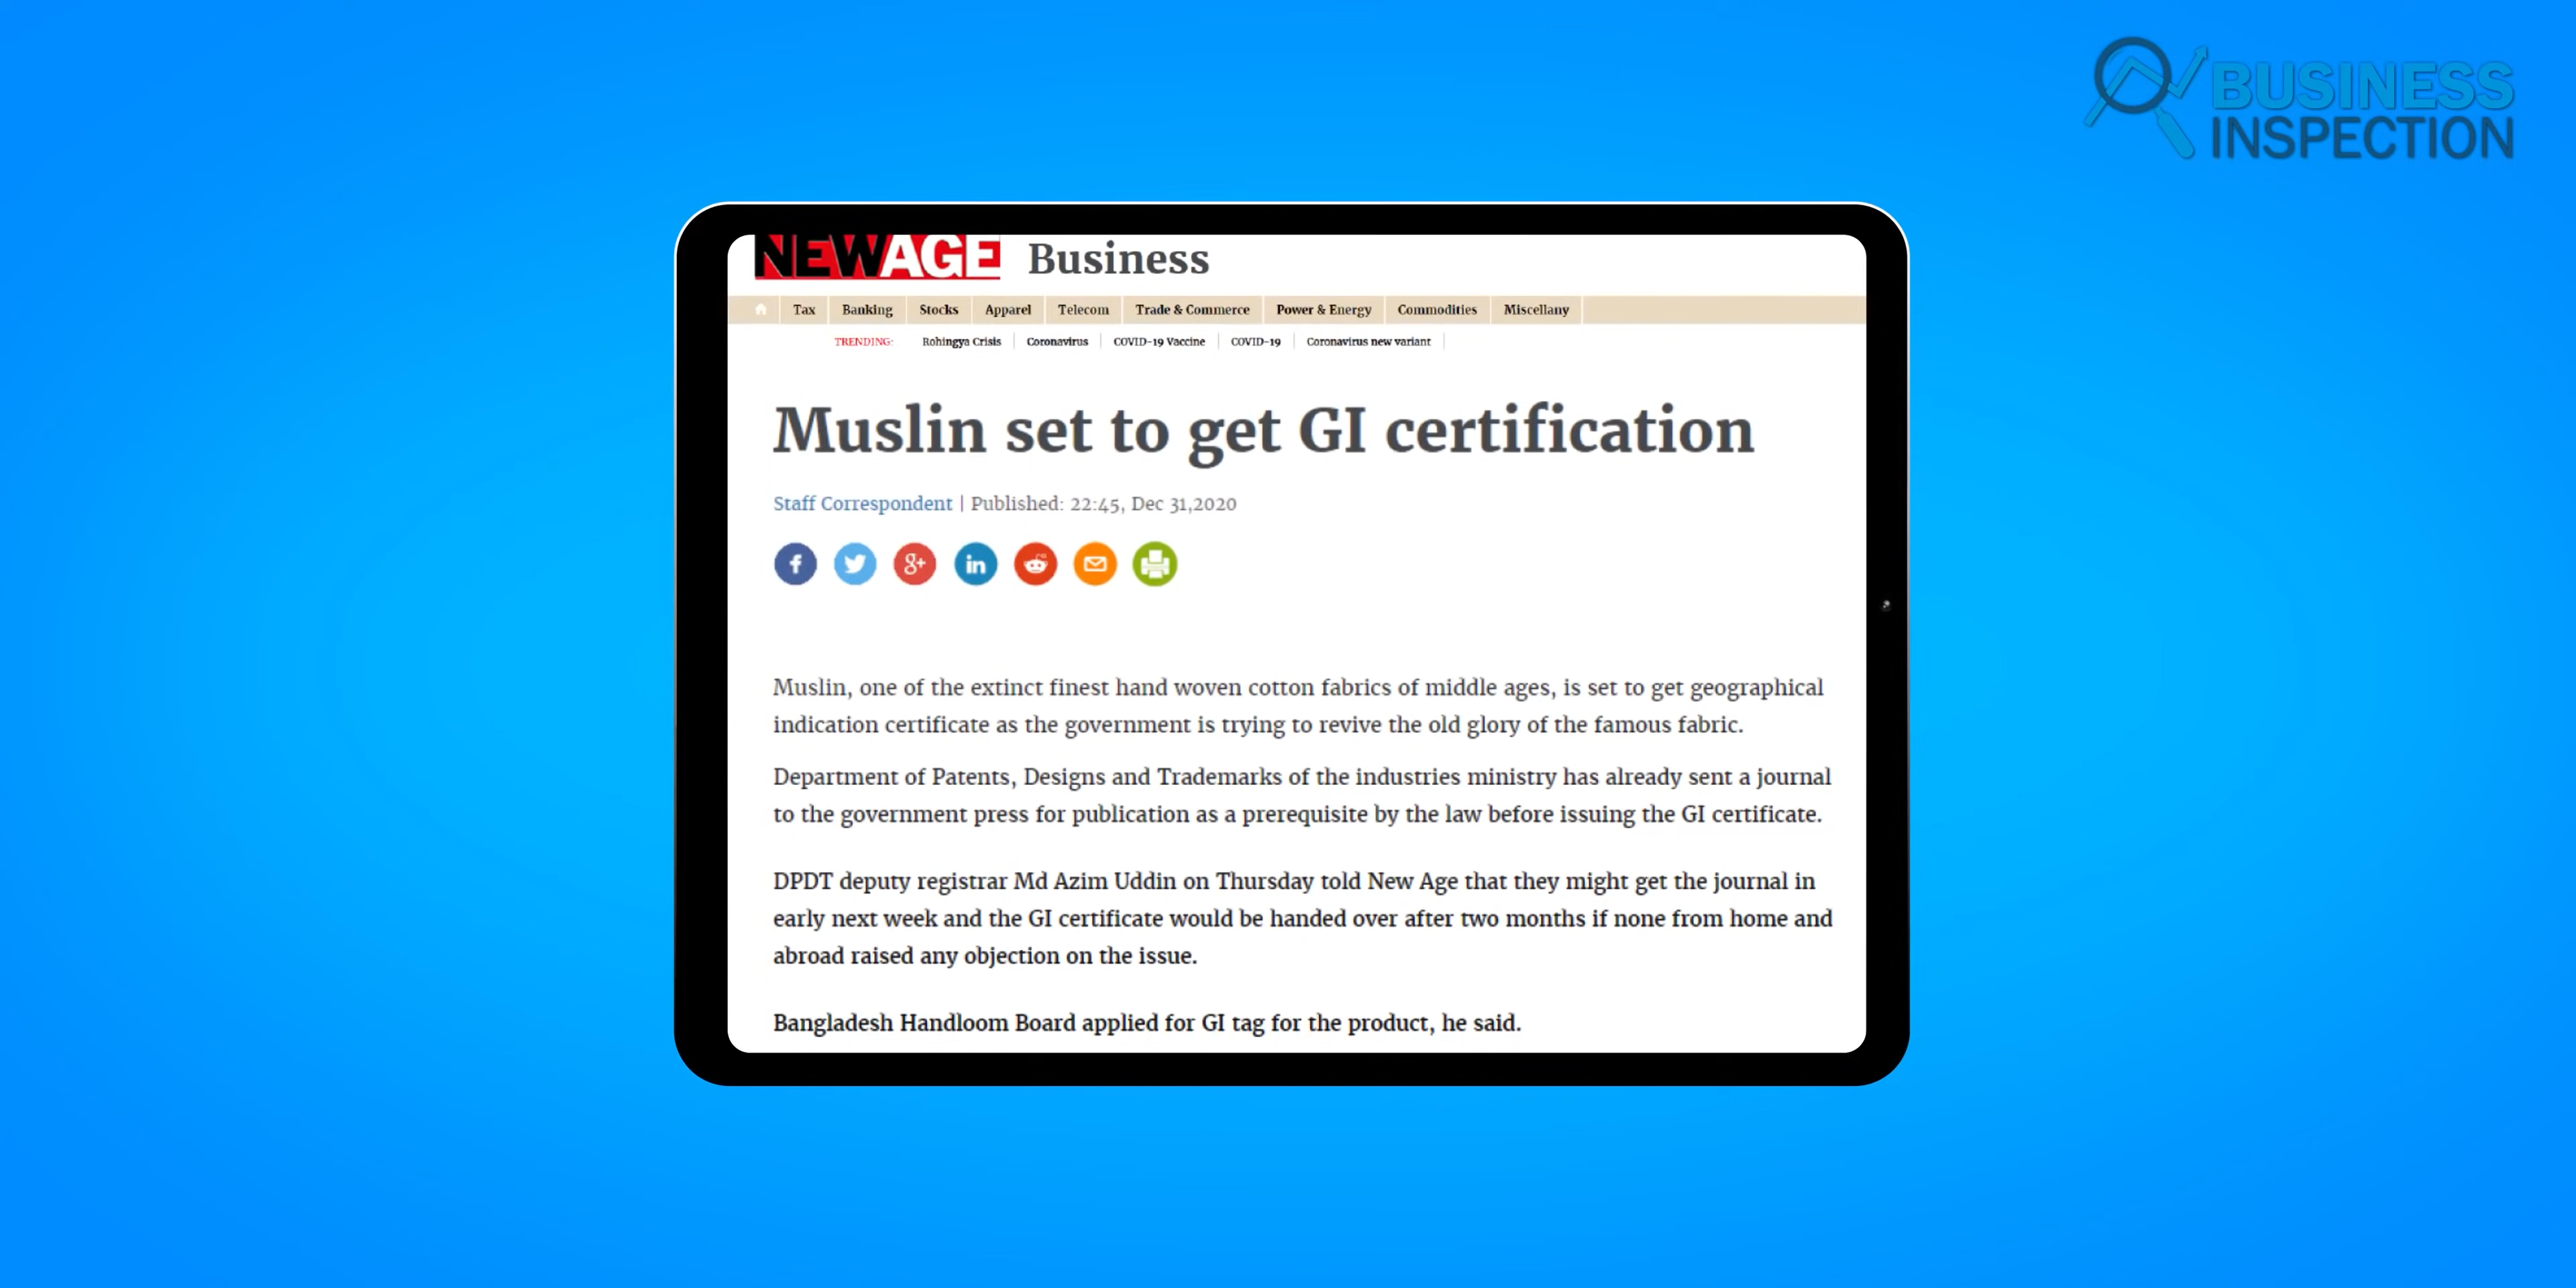 BUSINESS
INSPECTION
NEWAGE Business
Tax Banking Stocks Apparel Telecom Trade & Commerce Power & Energy Commodities Miscellany
TRENDING: Rohingya Crisis Coronavirus COVID-19 Vaccine COVID-19 Coronavirus new variant
Muslin set to get GI certification
Staff Correspondent | Published: 22:45, Dec 31,2020
f g+ in
Muslin, one of the extinct finest hand woven cotton fabrics of middle ages, is set to get geographical
indication certificate as the government is trying to revive the old glory of the famous fabric.
Department of Patents, Designs and Trademarks of the industries ministry has already sent a journal
to the government press for publication as a prerequisite by the law before issuing the GI certificate.
DPDT deputy registrar Md Azim Uddin on Thursday told New Age that they might get the journal in
early next week and the GI certificate would be handed over after two months if none from home and
abroad raised any objection on the issue.
Bangladesh Handloom Board applied for GI tag for the product, he said.